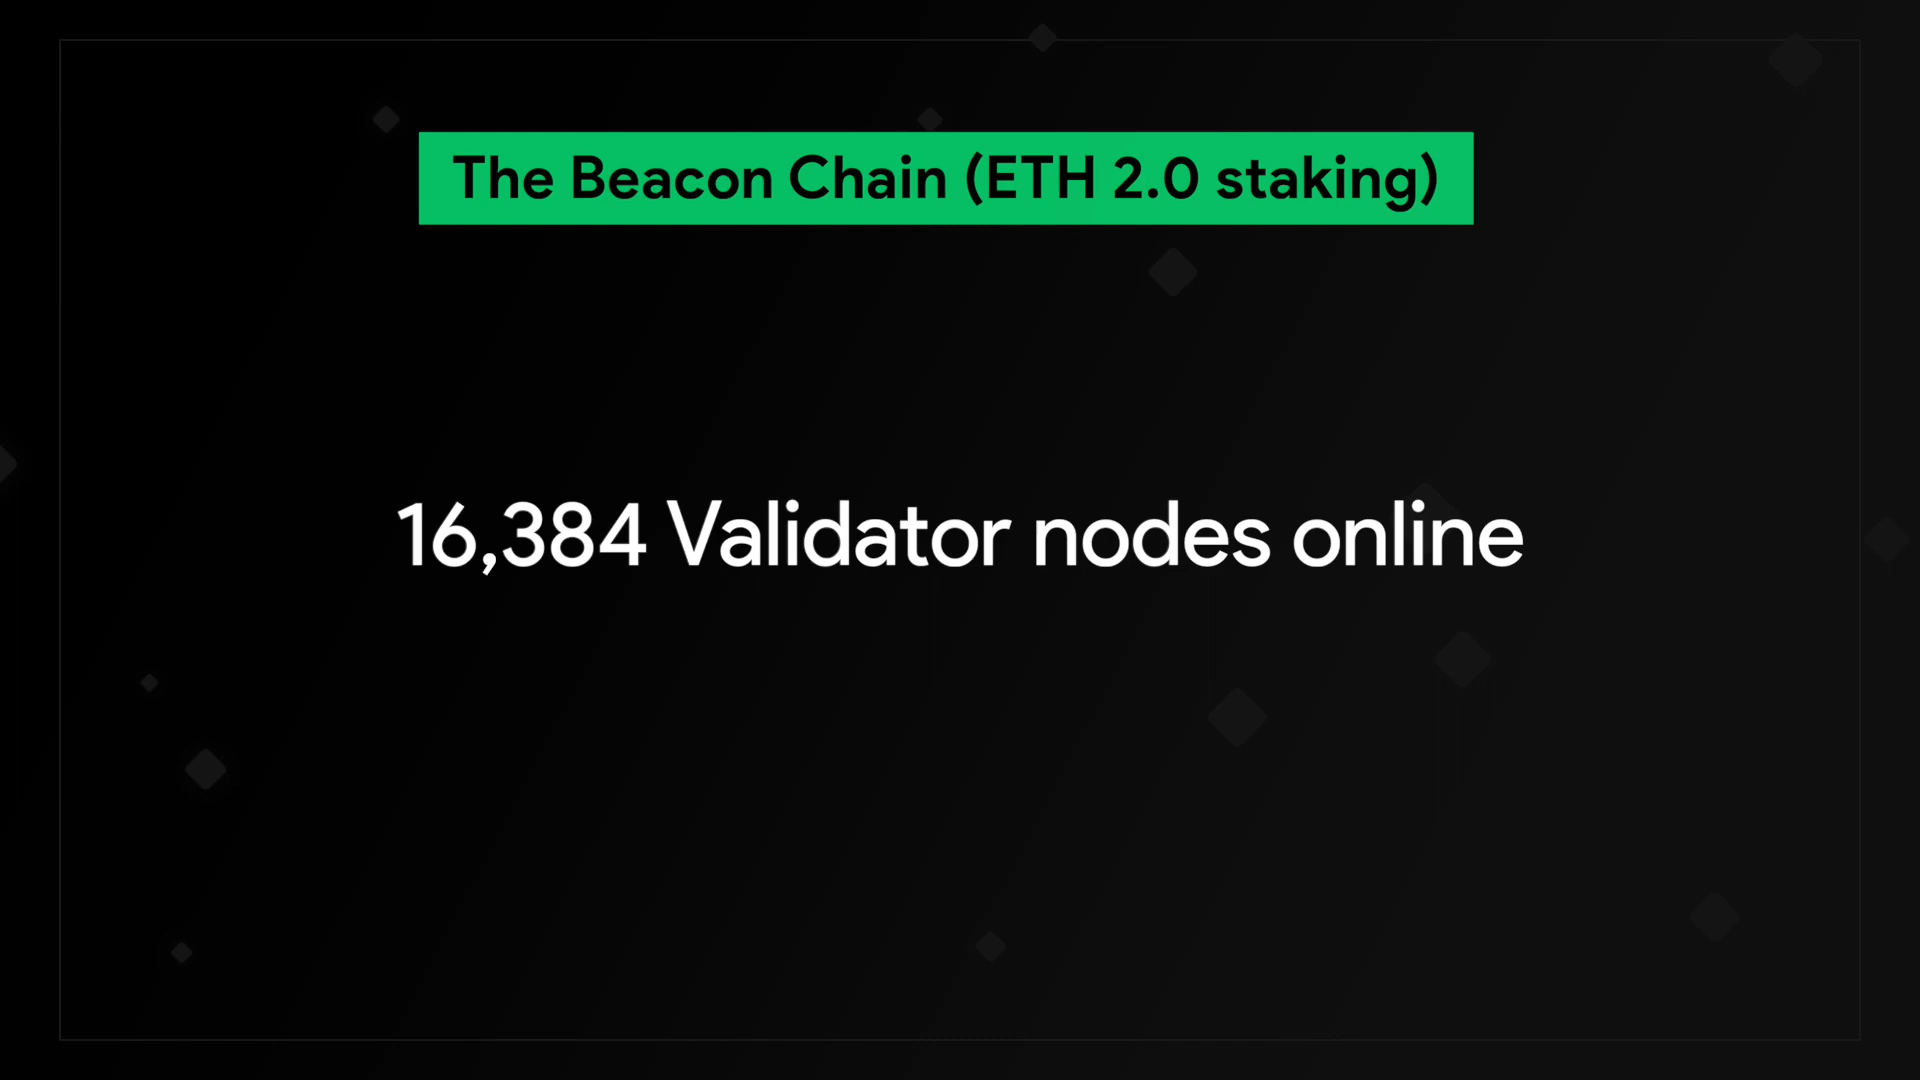 The Beacon Chain (ETH 2.0 staking)
16,384 Validator nodes online